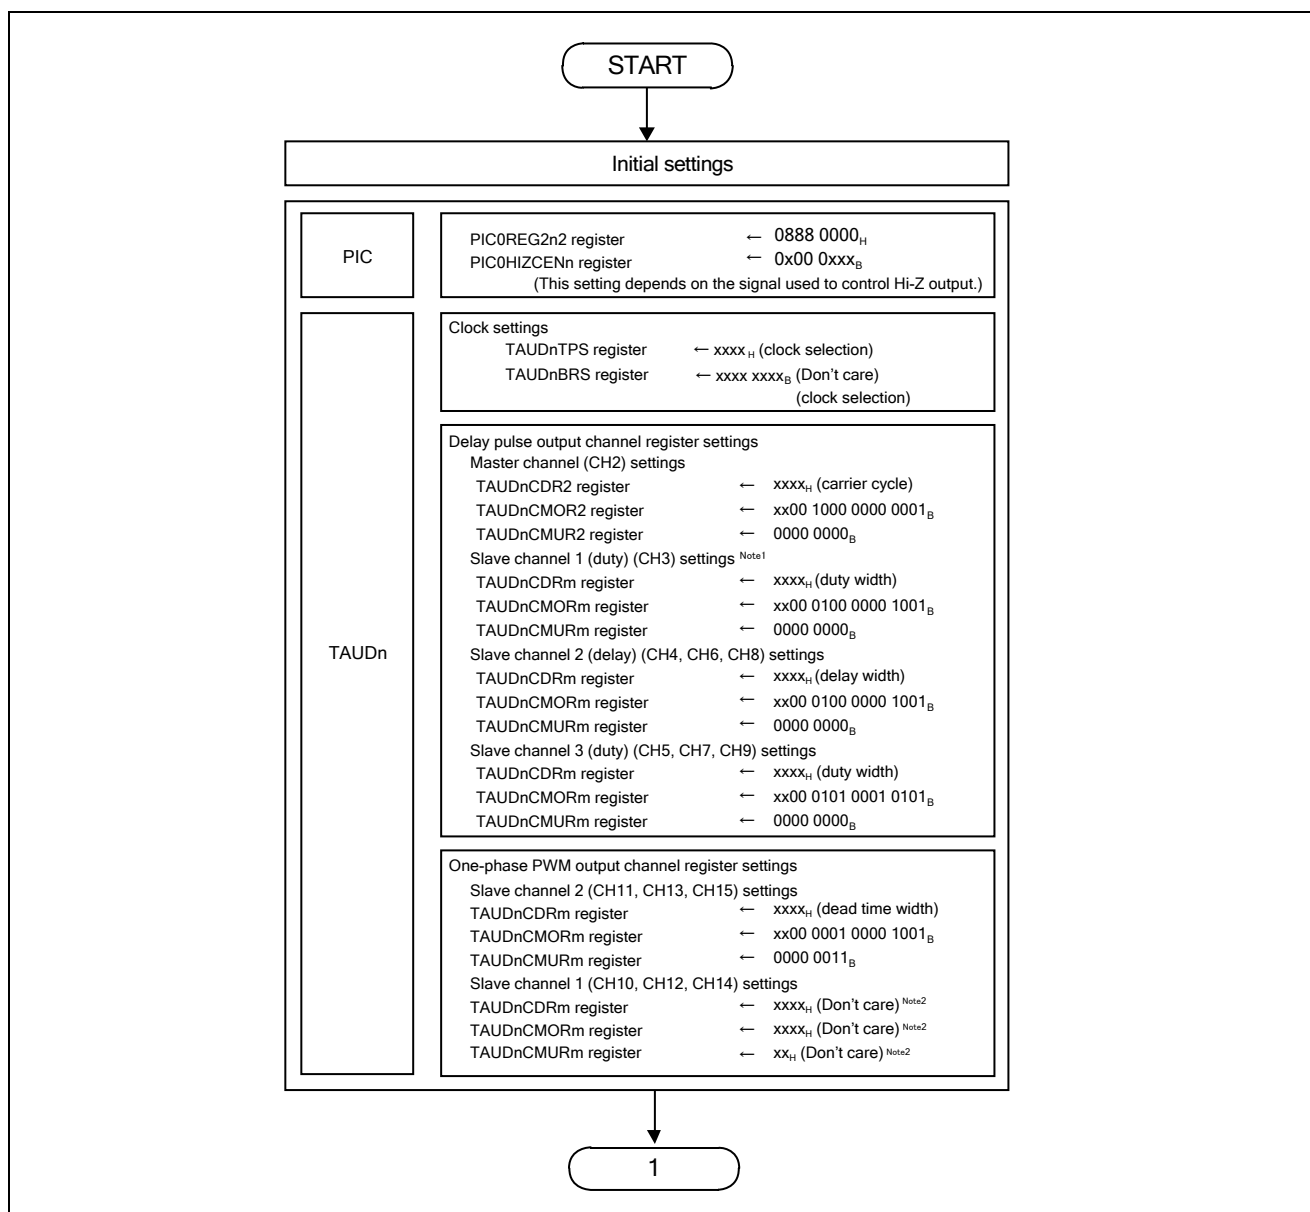 START
Initial settings
PIC
PIC0REG2n2 register ← 0888 0000H
PIC0HIZCENn register ← 0x00 0xxxB
(This setting depends on the signal used to control Hi-Z output.)
TAUDn
Clock settings
TAUDnTPS register ← xxxx H (clock selection)
TAUDnBRS register ← xxxx xxxxB (Don't care)
(clock selection)
Delay pulse output channel register settings
Master channel (CH2) settings
TAUDnCDR2 register ← xxxxH (carrier cycle)
TAUDnCMOR2 register ← xx00 1000 0000 0001B
TAUDnCMUR2 register ← 0000 0000B
Slave channel 1 (duty) (CH3) settings Note1
TAUDnCDRm register ← xxxxH (duty width)
TAUDnCMORm register ← xx00 0100 0000 1001B
TAUDnCMURm register ← 0000 0000B
Slave channel 2 (delay) (CH4, CH6, CH8) settings
TAUDnCDRm register ← xxxxH (delay width)
TAUDnCMORm register ← xx00 0100 0000 1001B
TAUDnCMURm register ← 0000 0000B
Slave channel 3 (duty) (CH5, CH7, CH9) settings
TAUDnCDRm register ← xxxxH (duty width)
TAUDnCMORm register ← xx00 0101 0001 0101B
TAUDnCMURm register ← 0000 0000B
One-phase PWM output channel register settings
Slave channel 2 (CH11, CH13, CH15) settings
TAUDnCDRm register ← xxxxH (dead time width)
TAUDnCMORm register ← xx00 0001 0000 1001B
TAUDnCMURm register ← 0000 0011B
Slave channel 1 (CH10, CH12, CH14) settings
TAUDnCDRm register ← xxxxH (Don't care) Note2
TAUDnCMORm register ← xxxxH (Don't care) Note2
TAUDnCMURm register ← xxH (Don't care) Note2
1